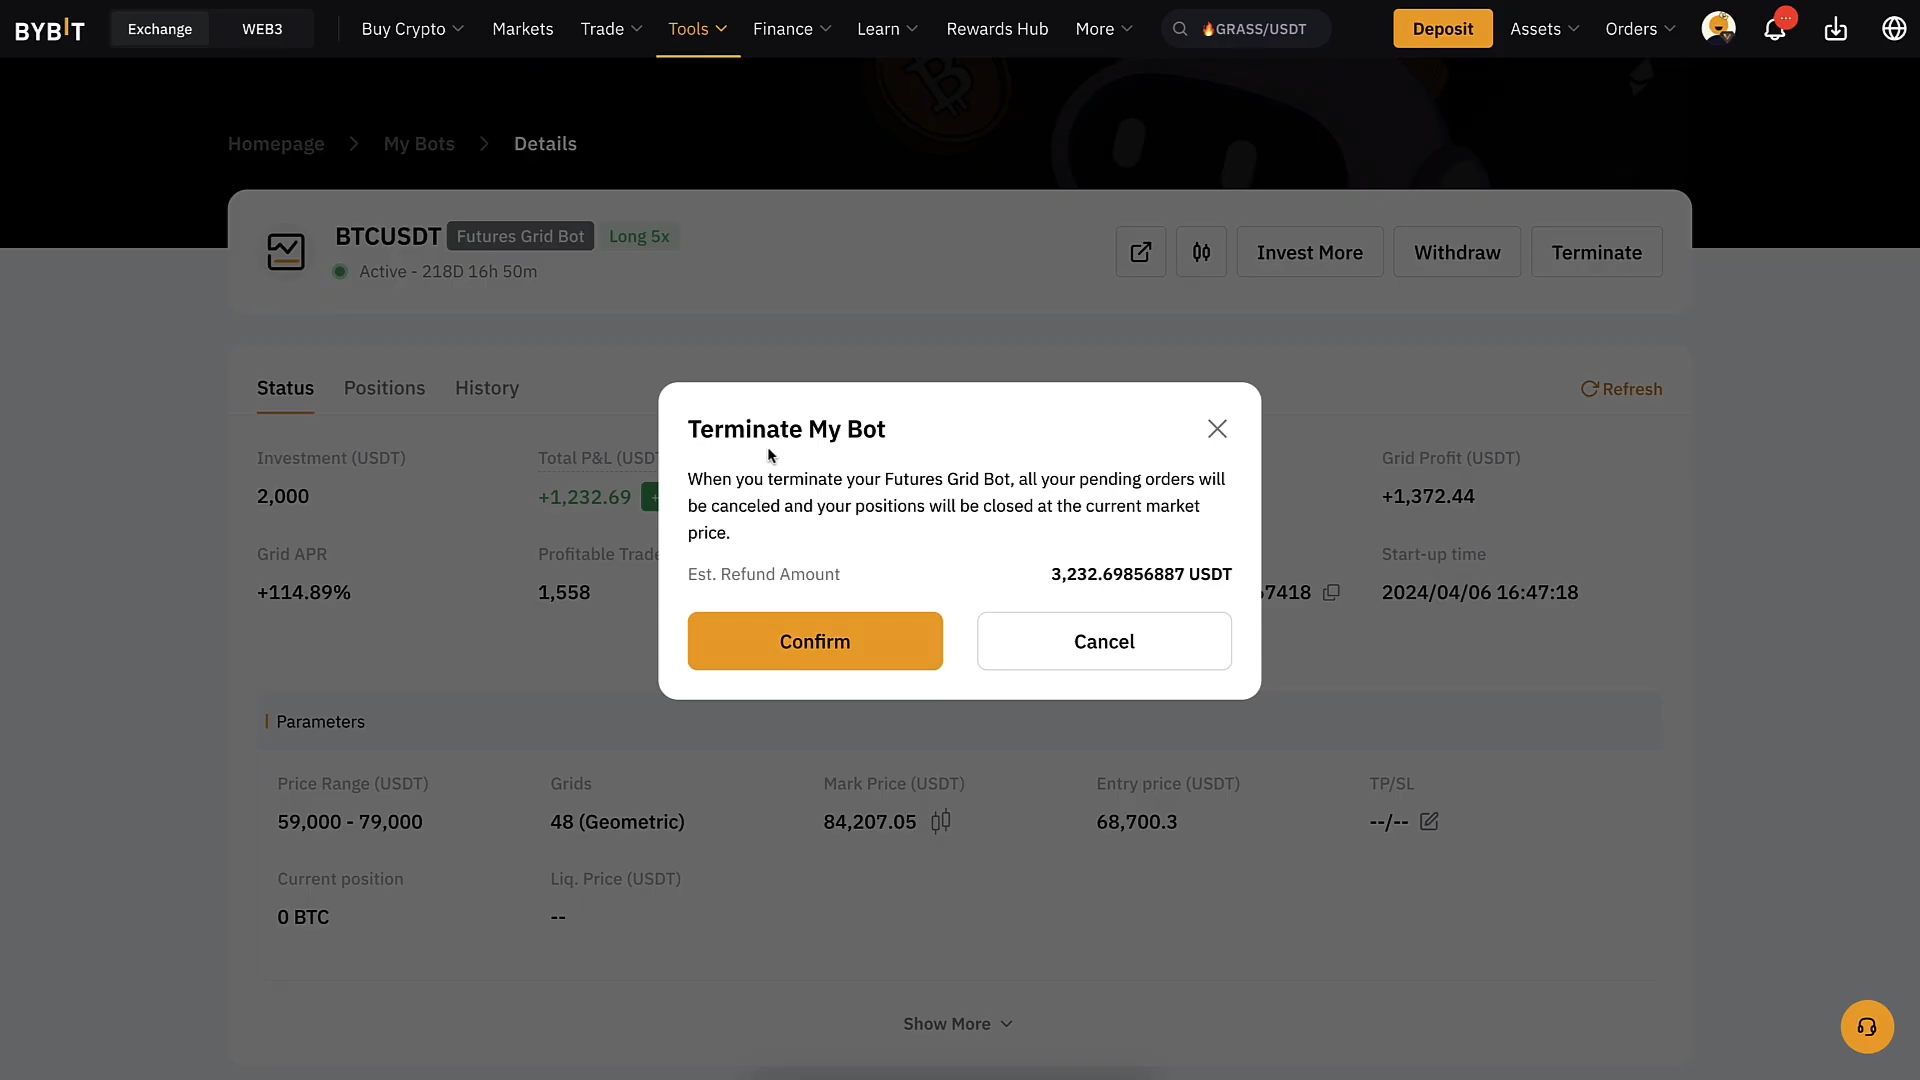 BYBIT Exchange WEB3 Buy Crypto Markets Trade Tools Finance Learn Rewards Hub More 🔥GRASS/USDT Deposit Assets Orders
Homepage > My Bots > Details
BTCUSDT Futures Grid Bot Long 5x
Active - 218D 16h 50m
Invest More Withdraw Terminate
Status Positions History
Refresh
Terminate My Bot
When you terminate your Futures Grid Bot, all your pending orders will
be canceled and your positions will be closed at the current market
price.
Est. Refund Amount 3,232.69856887 USDT
Confirm Cancel
Investment (USDT) Total P&L (USDT Grid Profit (USDT)
2,000 +1,232.69 + +1,372.44
Grid APR Profitable Trade Start-up time
+114.89% 1,558 7418 2024/04/06 16:47:18
Parameters
Price Range (USDT) Grids Mark Price (USDT) Entry price (USDT) TP/SL
59,000 - 79,000 48 (Geometric) 84,207.05 68,700.3 --/--
Current position Liq. Price (USDT)
0 BTC --
Show More